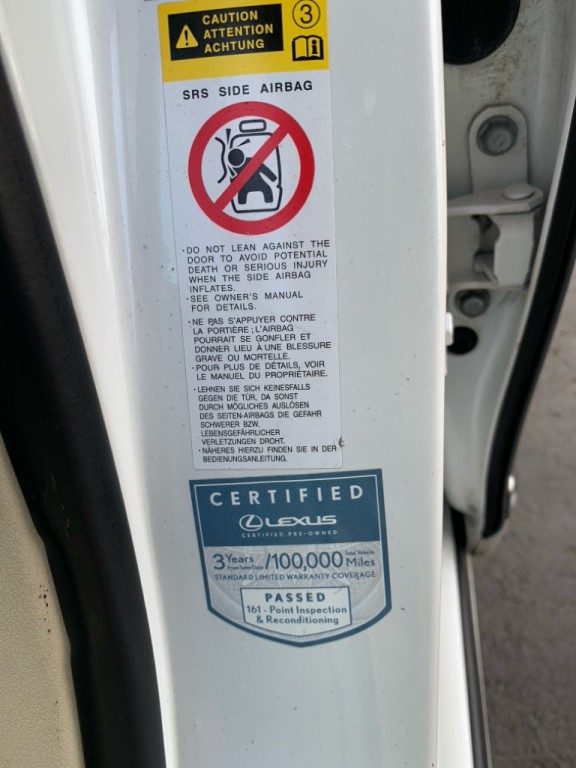 CAUTION
ATTENTION
ACHTUNG
3
i
SRS SIDE AIRBAG
·DO NOT LEAN AGAINST THE
DOOR TO AVOID POTENTIAL
DEATH OR SERIOUS INJURY
WHEN THE SIDE AIRBAG
INFLATES.
·SEE OWNER'S MANUAL
FOR DETAILS.
·NE PAS S'APPUYER CONTRE
LA PORTIÈRE ; L'AIRBAG
POURRAIT SE GONFLER ET
DONNER LIEU À UNE BLESSURE
GRAVE OU MORTELLE.
·POUR PLUS DE DÉTAILS, VOIR
LE MANUEL DU PROPRIÉTAIRE.
·LEHNEN SIE SICH KEINESFALLS
GEGEN DIE TÜR, DA SONST
DURCH MÖGLICHES AUSLÖSEN
DES SEITEN-AIRBAGS DIE GEFAHR
SCHWERER BZW.
LEBENSGEFÄHRLICHER
VERLETZUNGEN DROHT.
·NÄHERES HIERZU FINDEN SIE IN DER
BEDIENUNGSANLEITUNG.
CERTIFIED
LEXUS
CERTIFIED PRE-OWNED
3 Years /100,000 Total Vehicle Miles
STANDARD LIMITED WARRANTY COVERAGE
PASSED
161 - Point Inspection
& Reconditioning